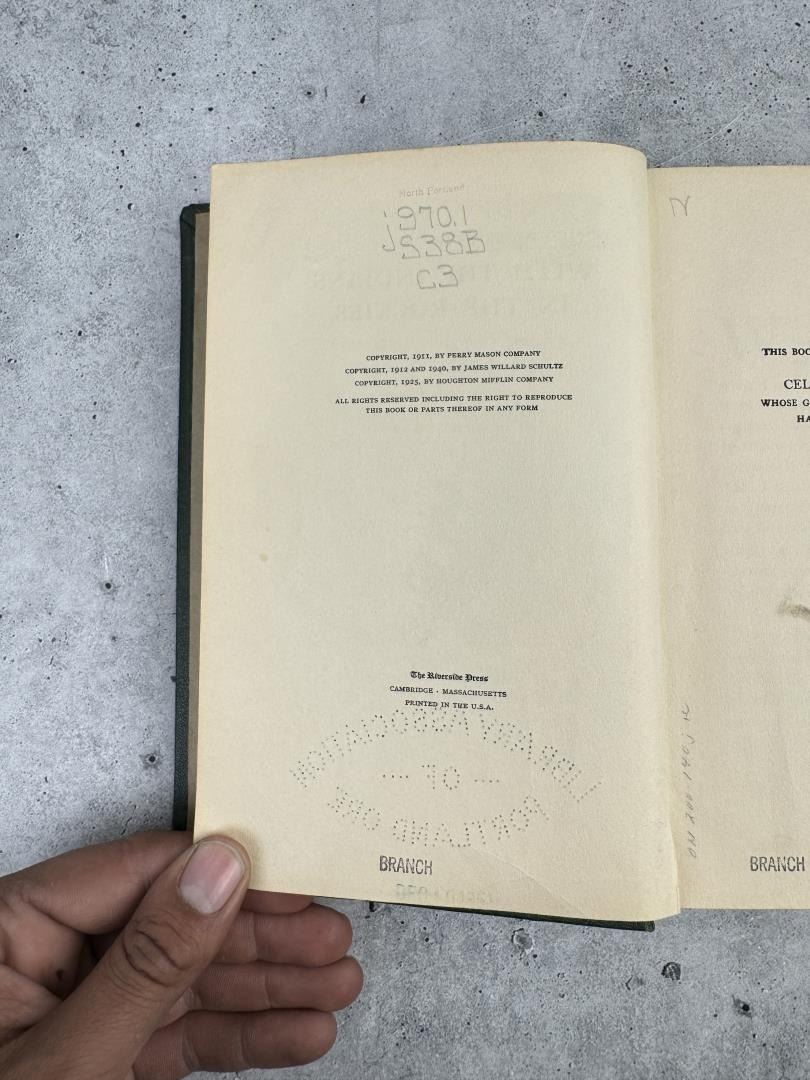 North Portland
j970.1
S38B
C3
COPYRIGHT, 1911, BY PERRY MASON COMPANY
COPYRIGHT, 1912 AND 1940, BY JAMES WILLARD SCHULTZ
COPYRIGHT, 1925, BY HOUGHTON MIFFLIN COMPANY
ALL RIGHTS RESERVED INCLUDING THE RIGHT TO REPRODUCE
THIS BOOK OR PARTS THEREOF IN ANY FORM
The Riverside Press
CAMBRIDGE · MASSACHUSETTS
PRINTED IN THE U.S.A.
LIBRARY ASSOCIATION
OF
PORTLAND ORE.
BRANCH
THIS BOO
CEL
WHOSE G
HA
BRANCH